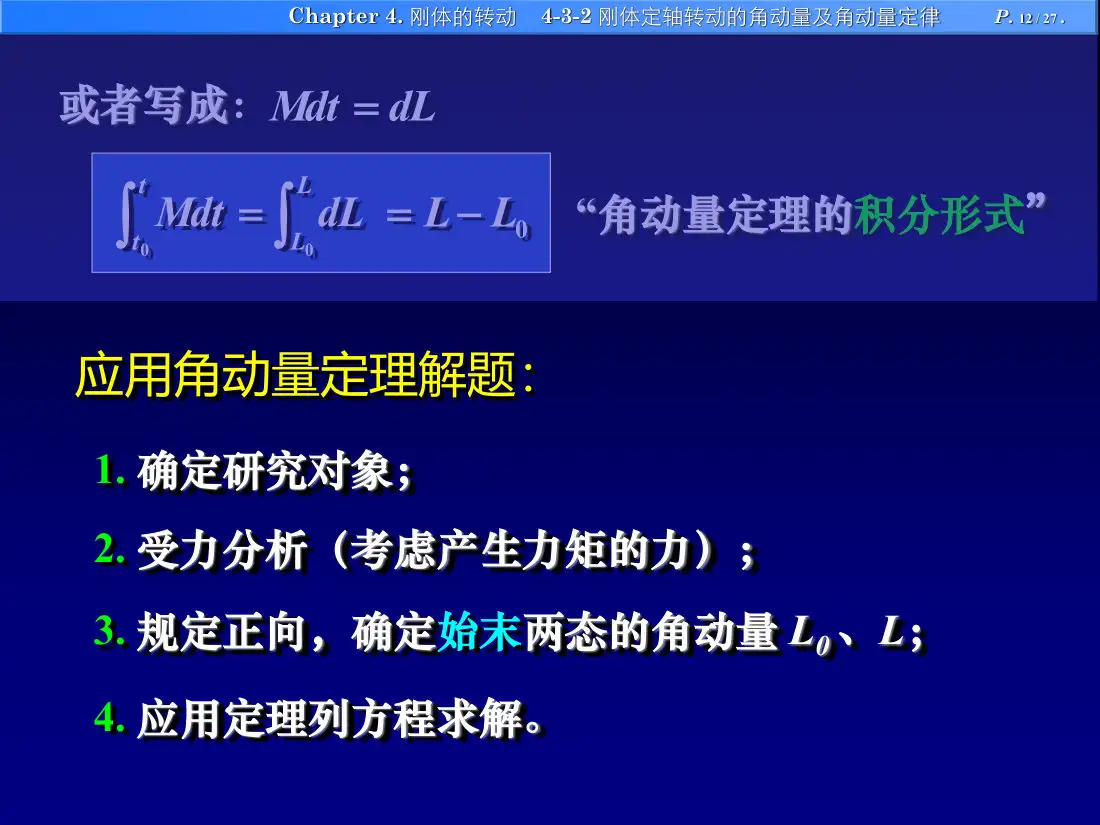 Chapter 4. 刚体的转动 4-3-2 刚体定轴转动的角动量及角动量定律 P. 12 / 27 .
或者写成：Mdt = dL
∫_{t_0}^{t} Mdt = ∫_{L_0}^{L} dL = L − L_0 “角动量定理的积分形式”
应用角动量定理解题：
1. 确定研究对象；
2. 受力分析（考虑产生力矩的力）；
3. 规定正向，确定始末两态的角动量 L_0、L；
4. 应用定理列方程求解。